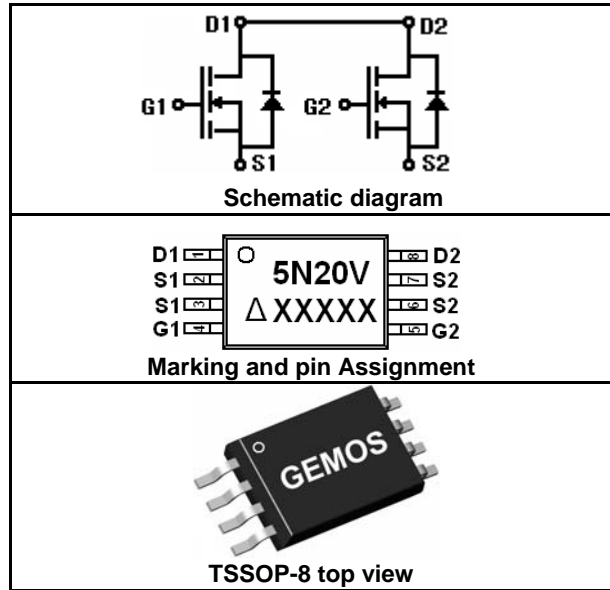 D1 D2
G1 G2
S1 S2
Schematic diagram
D1 1 8 D2
S1 2 5N20V 7 S2
S1 3 Δ XXXXX 6 S2
G1 4 5 G2
Marking and pin Assignment
GEMOS
TSSOP-8 top view